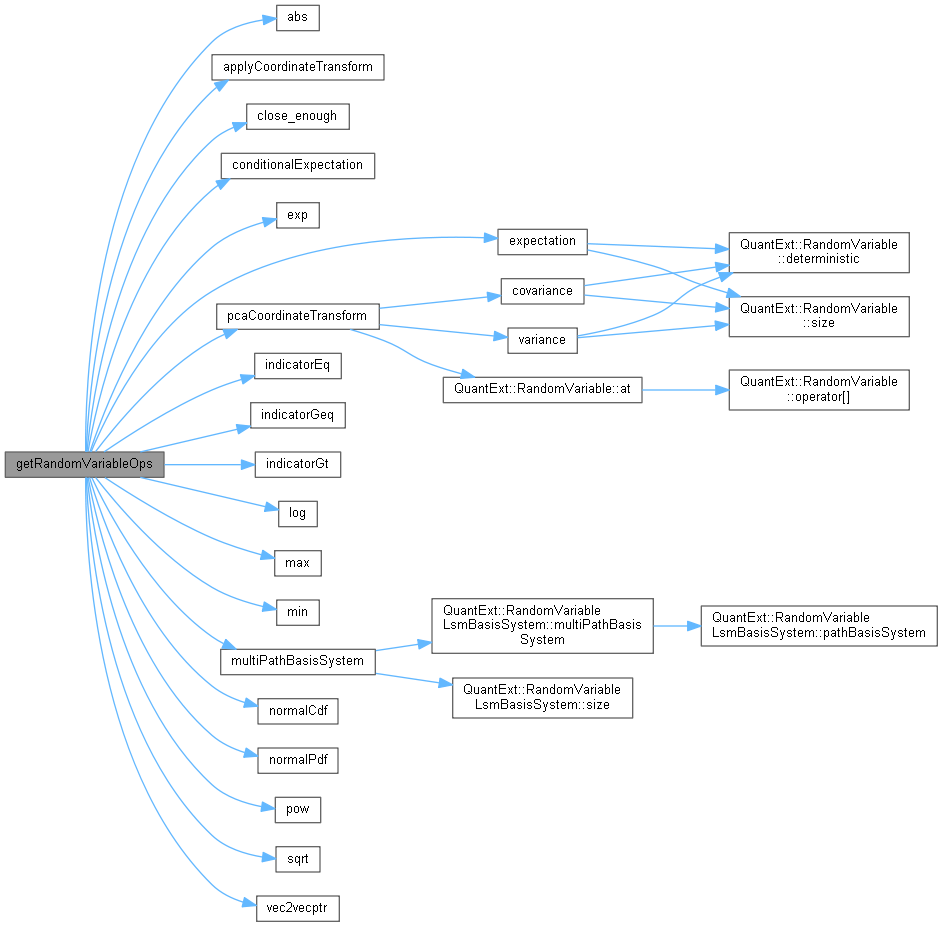 abs
applyCoordinateTransform
close_enough
conditionalExpectation
exp
expectation
QuantExt::RandomVariable
::deterministic
covariance
QuantExt::RandomVariable
::size
pcaCoordinateTransform
variance
indicatorEq
QuantExt::RandomVariable::at
QuantExt::RandomVariable
::operator[]
indicatorGeq
getRandomVariableOps
indicatorGt
log
max
min
QuantExt::RandomVariable
LsmBasisSystem::multiPathBasis
System
QuantExt::RandomVariable
LsmBasisSystem::pathBasisSystem
multiPathBasisSystem
QuantExt::RandomVariable
LsmBasisSystem::size
normalCdf
normalPdf
pow
sqrt
vec2vecptr